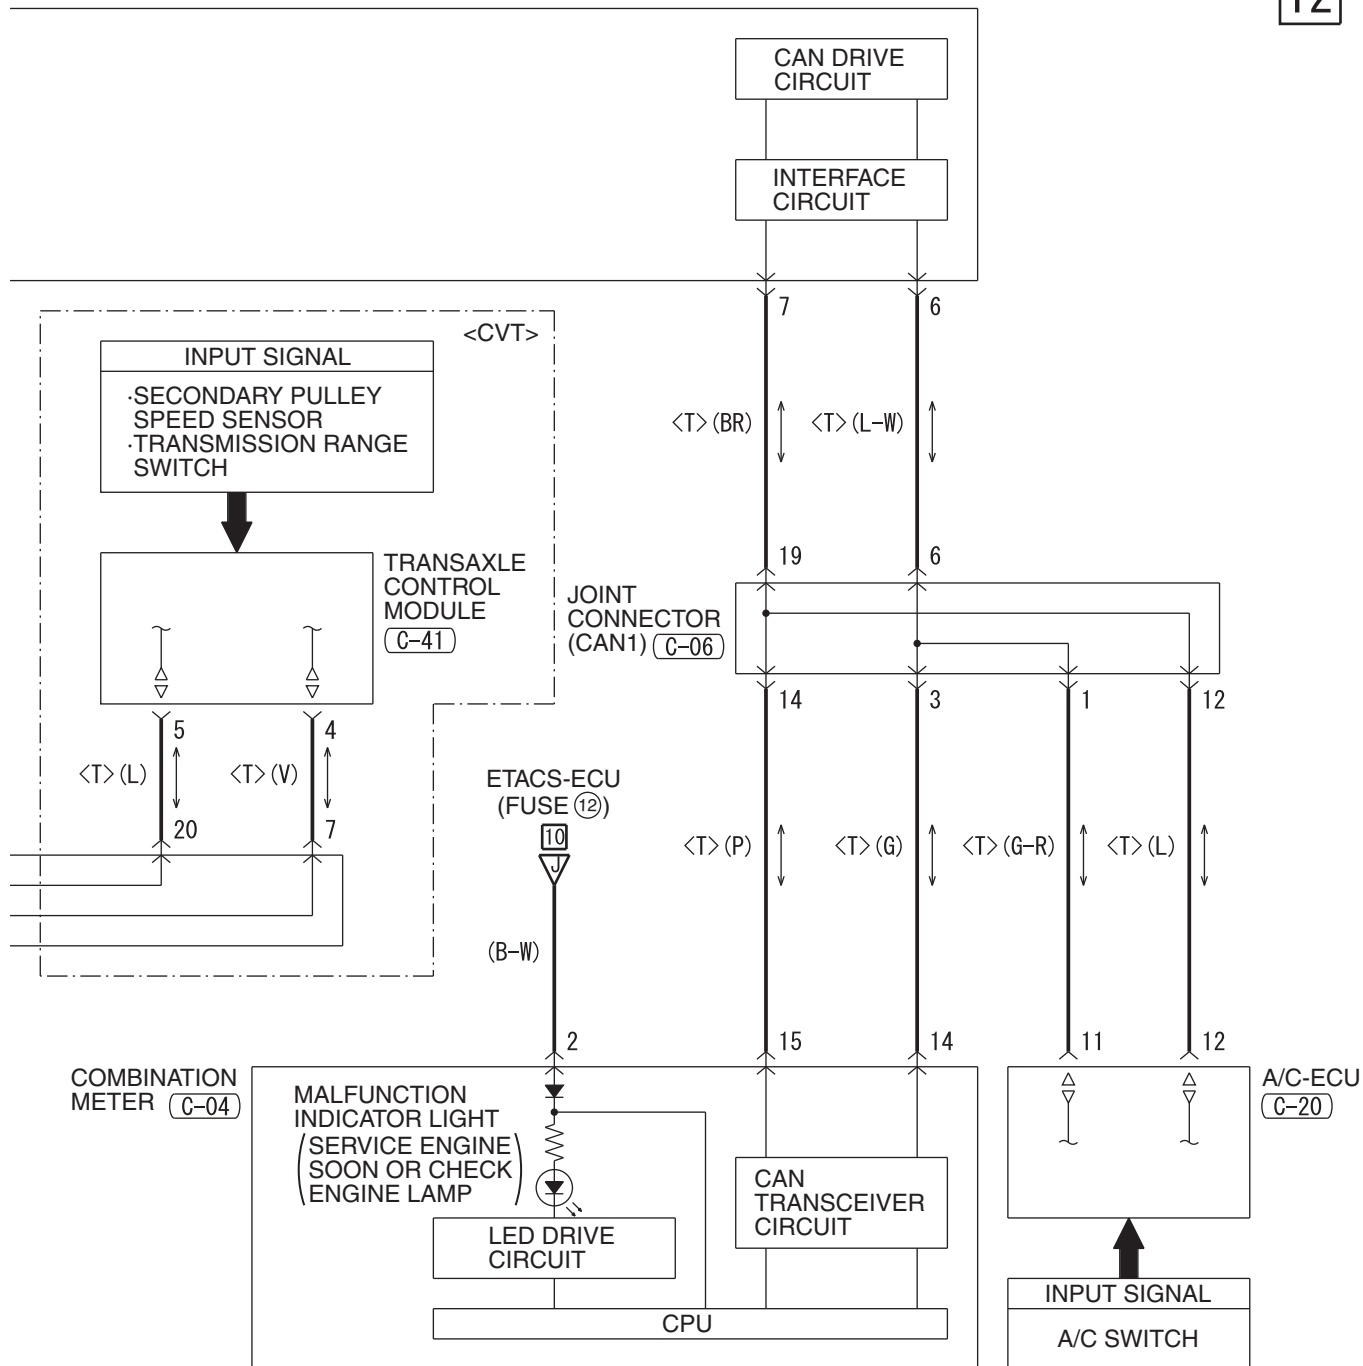 12
CAN DRIVE
CIRCUIT
INTERFACE
CIRCUIT
7
6
<CVT>
INPUT SIGNAL
·SECONDARY PULLEY
SPEED SENSOR
·TRANSMISSION RANGE
SWITCH
<T>(BR)
<T>(L-W)
19
6
TRANSAXLE
CONTROL
MODULE
C-41
JOINT
CONNECTOR
(CAN1) C-06
14
3
1
12
5
4
<T>(L)
<T>(V)
20
7
ETACS-ECU
(FUSE 12)
10
J
<T>(P)
<T>(G)
<T>(G-R)
<T>(L)
(B-W)
2
15
14
11
12
COMBINATION
METER C-04
MALFUNCTION
INDICATOR LIGHT
(SERVICE ENGINE
SOON OR CHECK
ENGINE LAMP)
A/C-ECU
C-20
CAN
TRANSCEIVER
CIRCUIT
LED DRIVE
CIRCUIT
CPU
INPUT SIGNAL
A/C SWITCH